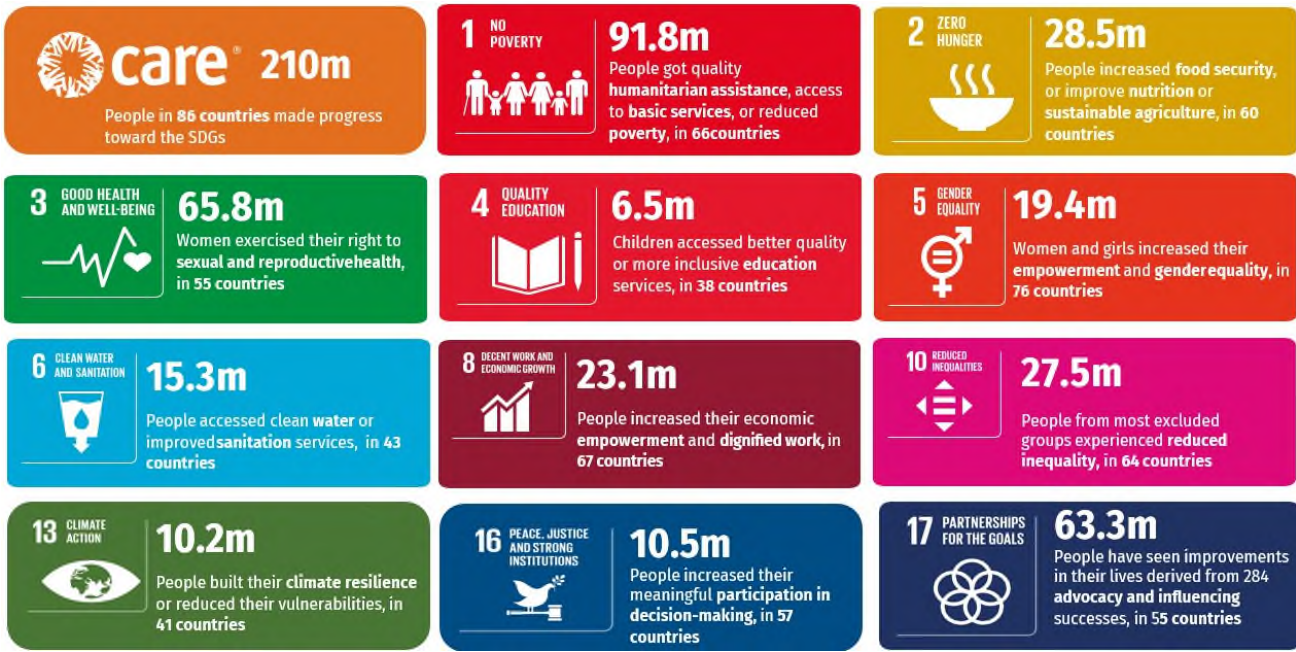 care® 210m
People in 86 countries made progress
toward the SDGs
1 NO
POVERTY
91.8m
People got quality
humanitarian assistance, access
to basic services, or reduced
poverty, in 66countries
2 ZERO
HUNGER
28.5m
People increased food security,
or improve nutrition or
sustainable agriculture, in 60
countries
3 GOOD HEALTH
AND WELL-BEING
65.8m
Women exercised their right to
sexual and reproductivehealth,
in 55 countries
4 QUALITY
EDUCATION
6.5m
Children accessed better quality
or more inclusive education
services, in 38 countries
5 GENDER
EQUALITY
19.4m
Women and girls increased their
empowerment and genderequality, in
76 countries
6 CLEAN WATER
AND SANITATION
15.3m
People accessed clean water or
improvedsanitation services, in 43
countries
8 DECENT WORK AND
ECONOMIC GROWTH
23.1m
People increased their economic
empowerment and dignified work, in
67 countries
10 REDUCED
INEQUALITIES
27.5m
People from most excluded
groups experienced reduced
inequality, in 64 countries
13 CLIMATE
ACTION
10.2m
People built their climate resilience
or reduced their vulnerabilities, in
41 countries
16 PEACE, JUSTICE
AND STRONG
INSTITUTIONS
10.5m
People increased their
meaningful participation in
decision-making, in 57
countries
17 PARTNERSHIPS
FOR THE GOALS
63.3m
People have seen improvements
in their lives derived from 284
advocacy and influencing
successes, in 55 countries